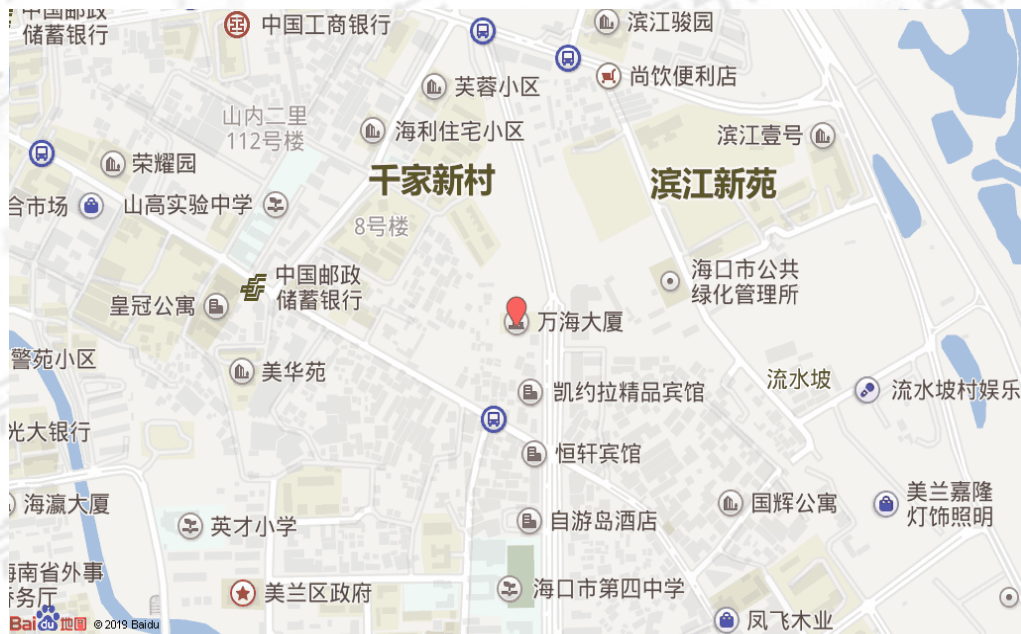 中国邮政
储蓄银行
中国工商银行
滨江骏园
尚饮便利店
芙蓉小区
山内二里
112号楼
海利住宅小区
滨江壹号
荣耀园
千家新村
滨江新苑
合市场
山高实验中学
8号楼
中国邮政
储蓄银行
海口市公共
绿化管理所
皇冠公寓
万海大厦
警苑小区
美华苑
流水坡
凯约拉精品宾馆
流水坡村娱乐
光大银行
恒轩宾馆
海瀛大厦
国辉公寓
美兰嘉隆
灯饰照明
英才小学
自游岛酒店
海南省外事
侨务厅
美兰区政府
海口市第四中学
凤飞木业
Bai du 地图 © 2019 Baidu